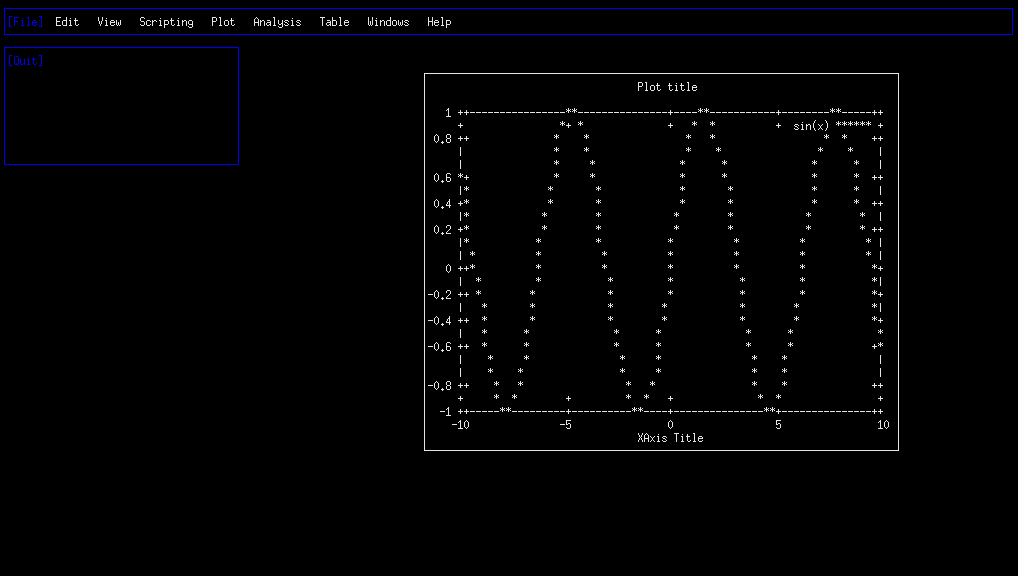 [File] Edit View Scripting Plot Analysis Table Windows Help
[Quit]
Plot title
1
sin(x) ******
0.8
0.6
0.4
0.2
0
-0.2
-0.4
-0.6
-0.8
-1
-10 -5 0 5 10
XAxis Title